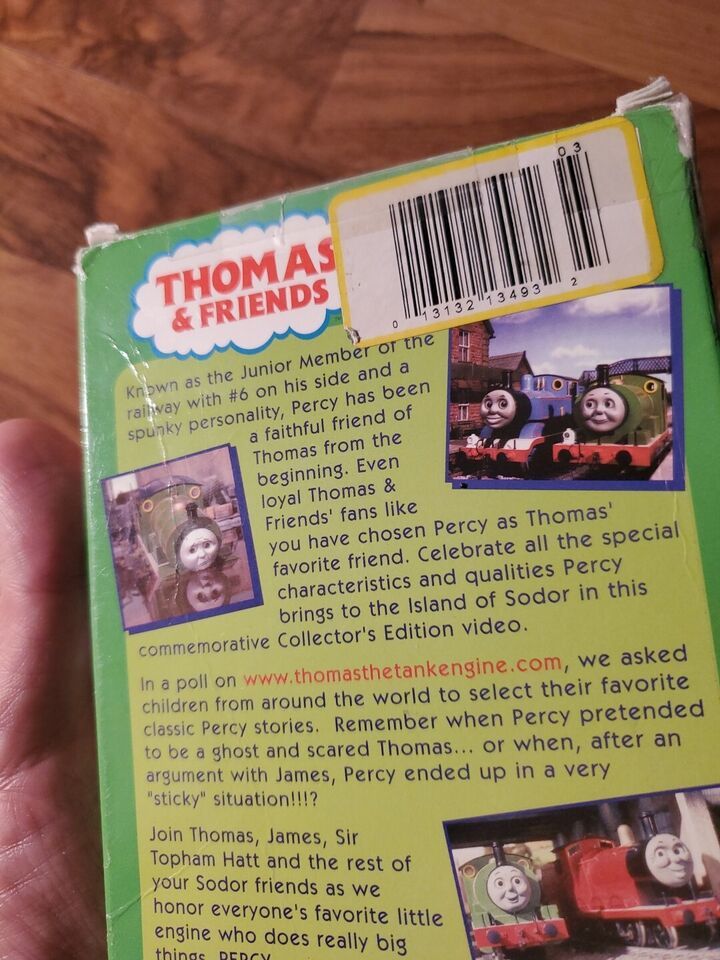 03
0 13132 13493 2
THOMAS
& FRIENDS
Known as the Junior Member of the
railway with #6 on his side and a
spunky personality, Percy has been
a faithful friend of
Thomas from the
beginning. Even
loyal Thomas &
Friends' fans like
you have chosen Percy as Thomas'
favorite friend. Celebrate all the special
characteristics and qualities Percy
brings to the Island of Sodor in this
commemorative Collector's Edition video.
In a poll on www.thomasthetankengine.com, we asked
children from around the world to select their favorite
classic Percy stories. Remember when Percy pretended
to be a ghost and scared Thomas... or when, after an
argument with James, Percy ended up in a very
"sticky" situation!!!?
Join Thomas, James, Sir
Topham Hatt and the rest of
your Sodor friends as we
honor everyone's favorite little
engine who does really big
things, PERCY